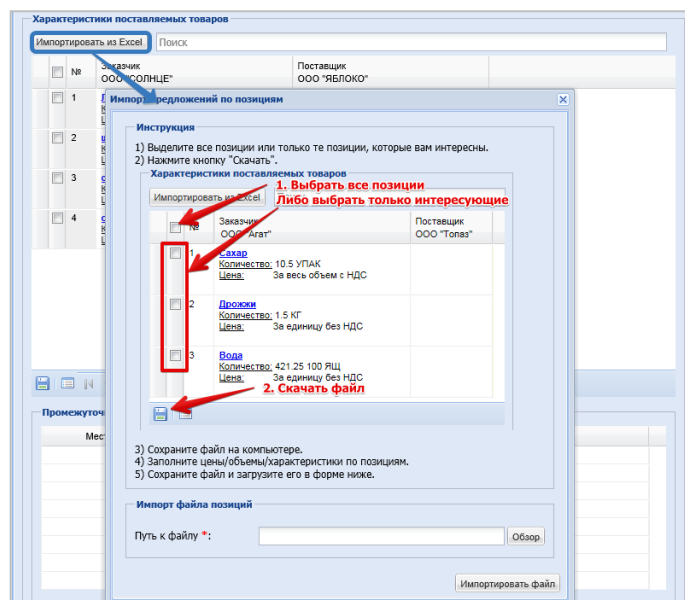 Характеристики поставляемых товаров
Импортировать из Excel Поиск
№ Заказчик Поставщик
ООО "СОЛНЦЕ" ООО "ЯБЛОКО"
1
2
3
4
Импорт предложений по позициям
Инструкция
1) Выделите все позиции или только те позиции, которые вам интересны.
2) Нажмите кнопку "Скачать".
Характеристики поставляемых товаров
Импортировать из Excel
1. Выбрать все позиции
Либо выбрать только интересующие
№ Заказчик Поставщик
ООО "Агат" ООО "Топаз"
1 Сахар
Количество: 10.5 УПАК
Цена: За весь объем с НДС
2 Дрожжи
Количество: 1.5 КГ
Цена: За единицу без НДС
3 Вода
Количество: 421.25 100 ЯЩ
Цена: За единицу без НДС
2. Скачать файл
3) Сохраните файл на компьютере.
4) Заполните цены/объемы/характеристики по позициям.
5) Сохраните файл и загрузите его в форме ниже.
Импорт файла позиций
Путь к файлу *: Обзор
Импортировать файл
Промежуточ
Мес